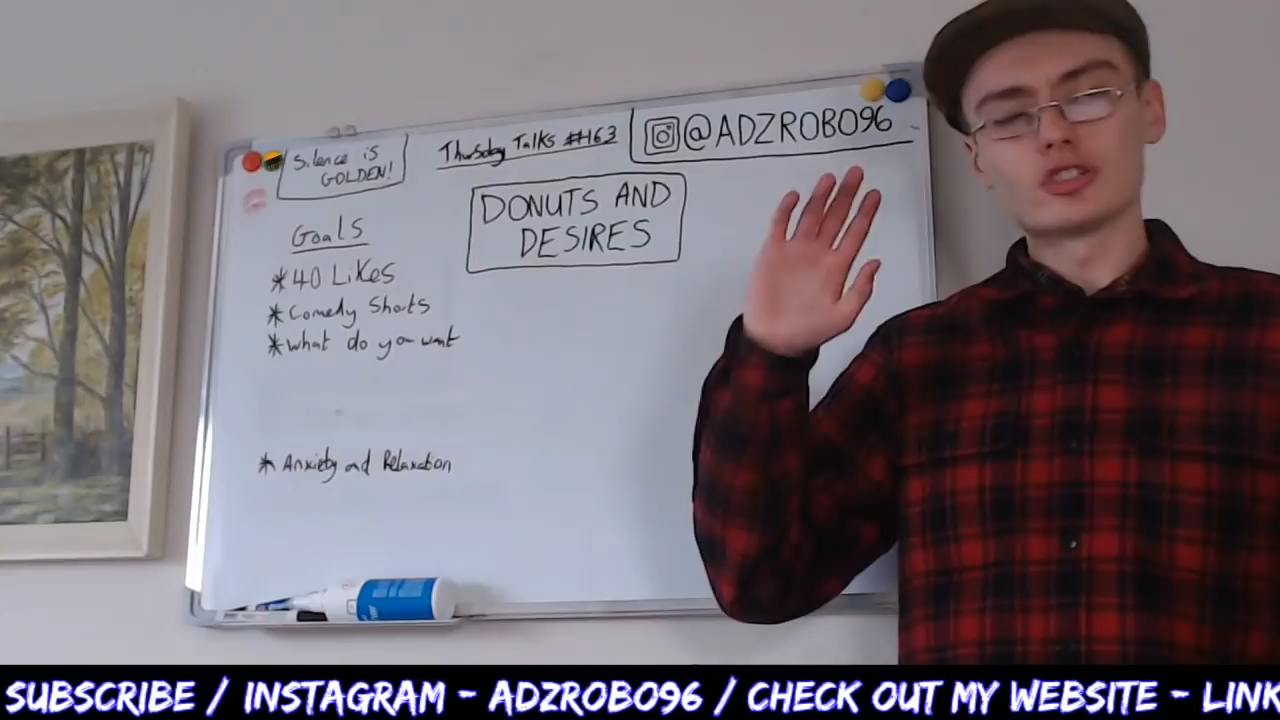 Silence is
GOLDEN!
Thursday Talks #163
@ADZROBO96
DONUTS AND
DESIRES
Goals
* 40 Likes
* Comedy Shorts
* What do you want
* Anxiety and Relaxation
SUBSCRIBE / INSTAGRAM - ADZROBO96 / CHECK OUT MY WEBSITE - LINK